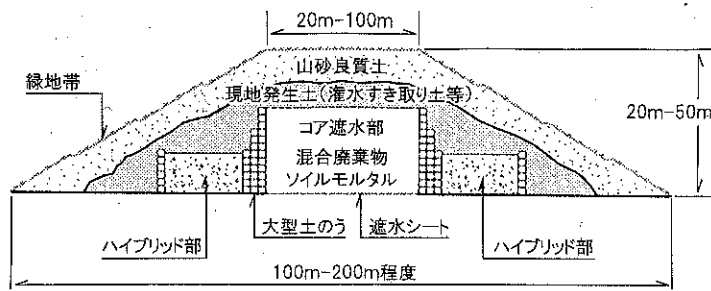 20m-100m
山砂良質土
緑地帯
現地発生土(灌水すき取り土等)
20m-50m
コア遮水部
混合廃棄物
ソイルモルタル
ハイブリッド部
大型土のう
遮水シート
ハイブリッド部
100m-200m程度